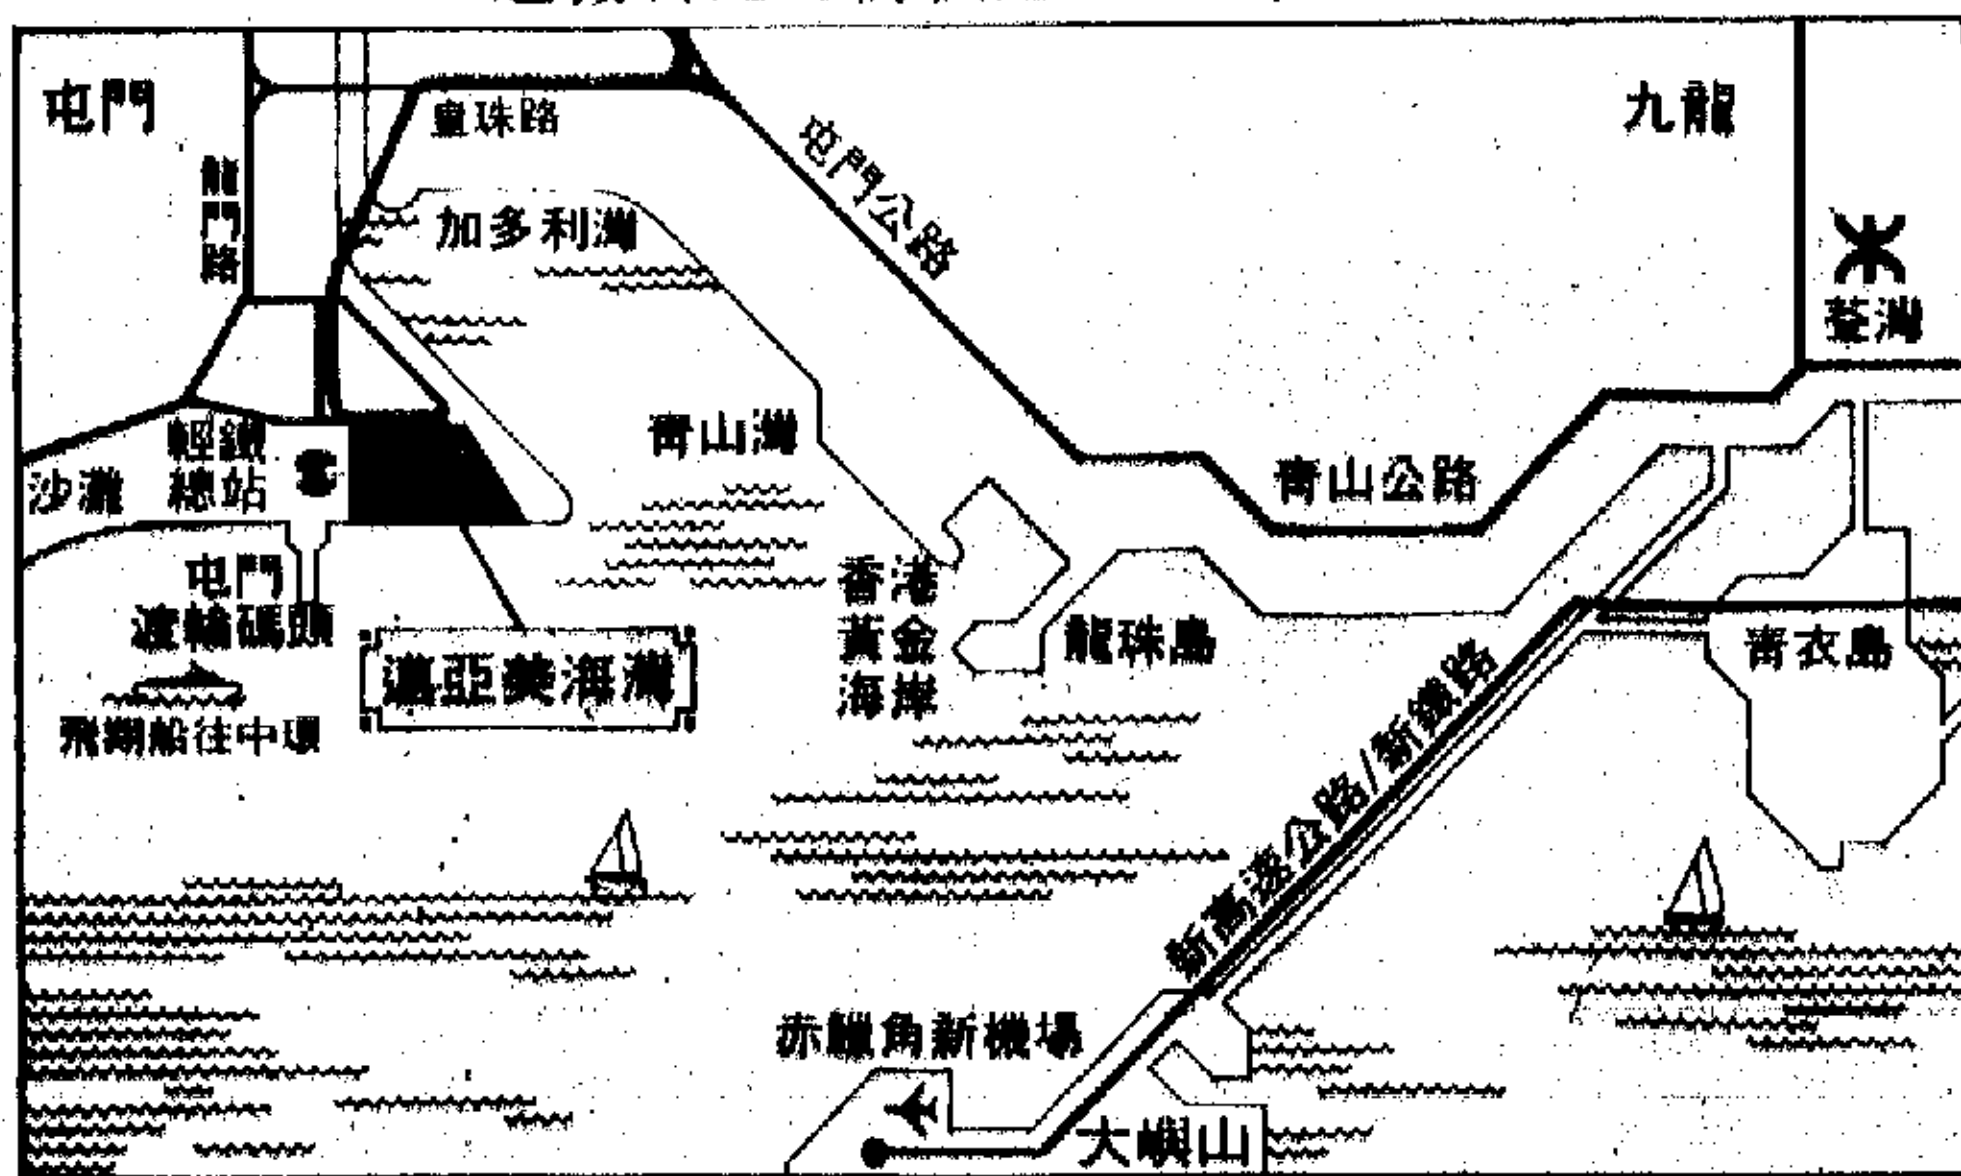 屯門
皇珠路
龍門路
加多利灣
屯門公路
九龍
荃灣
青山灣
青山公路
輕鐵
總站
沙灘
屯門
渡輪碼頭
飛翔船往中環
邁亞美海灣
香港
黃金
海岸
龍珠島
青衣島
新高速公路/新鐵路
赤鱲角新機場
大嶼山